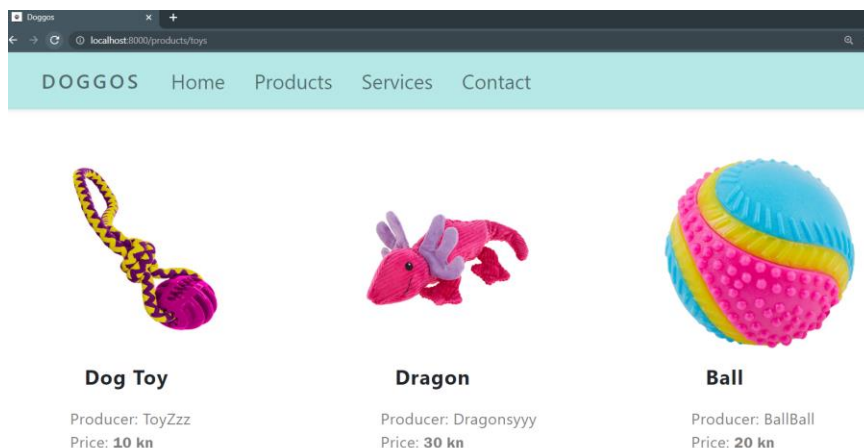 Doggos
localhost:8000/products/toys
DOGGOS Home Products Services Contact
Dog Toy Dragon Ball
Producer: ToyZzz Producer: Dragonsyyy Producer: BallBall
Price: 10 kn Price: 30 kn Price: 20 kn